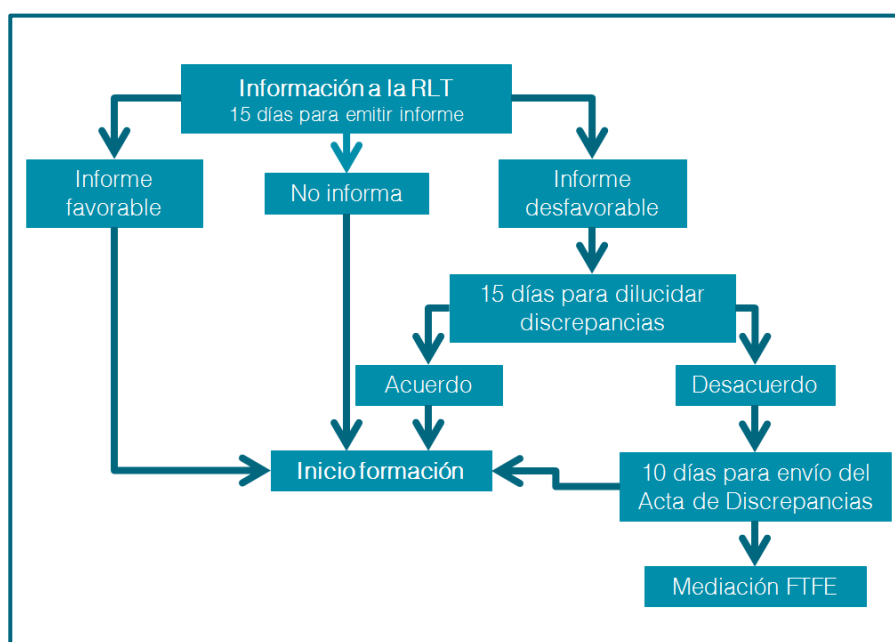 Información a la RLT
15 días para emitir informe
Informe
favorable
No informa
Informe
desfavorable
15 días para dilucidar
discrepancias
Acuerdo
Desacuerdo
Inicio formación
10 días para envío del
Acta de Discrepancias
Mediación FTFE